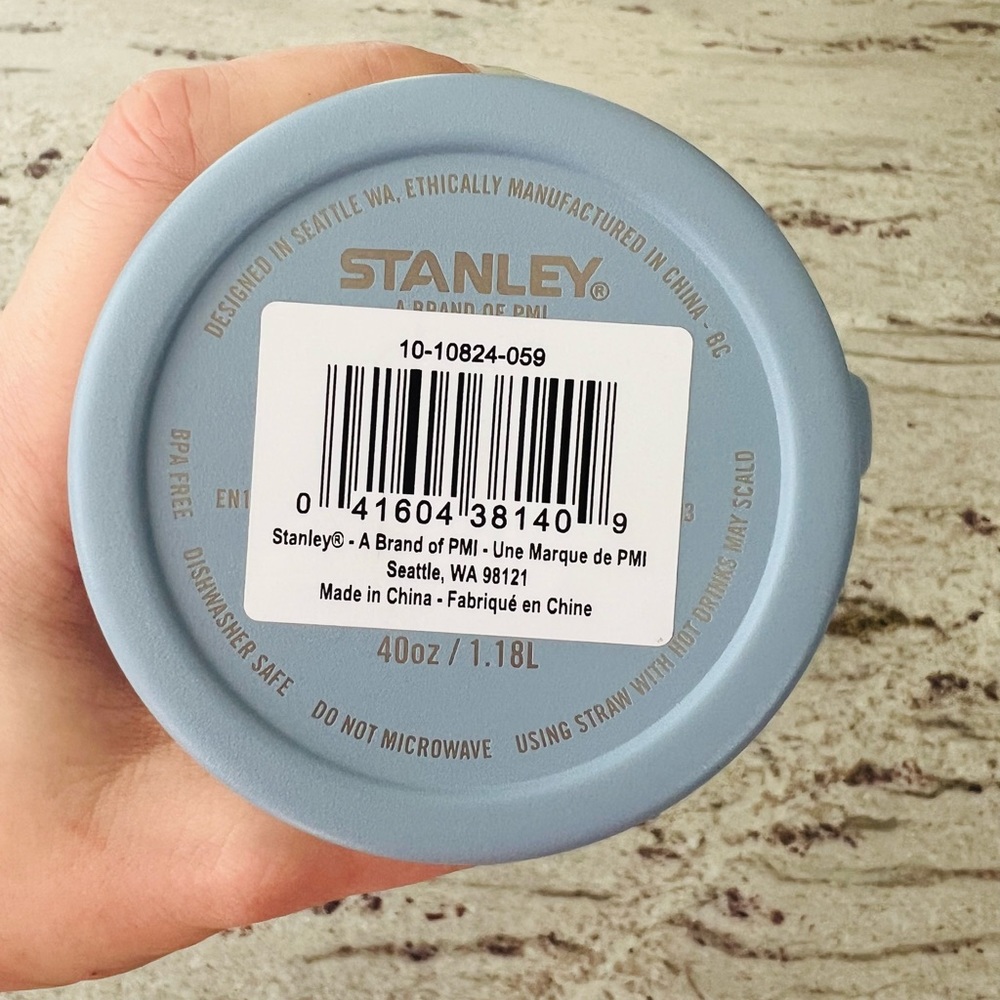 DESIGNED IN SEATTLE WA, ETHICALLY MANUFACTURED IN CHINA - BC
STANLEY®
A BRAND OF PMI
10-10824-059
0 41604 38140 9
Stanley® - A Brand of PMI - Une Marque de PMI
Seattle, WA 98121
Made in China - Fabriqué en Chine
40oz / 1.18L
BPA FREE
DISHWASHER SAFE
DO NOT MICROWAVE
USING STRAW WITH HOT DRINKS MAY SCALD